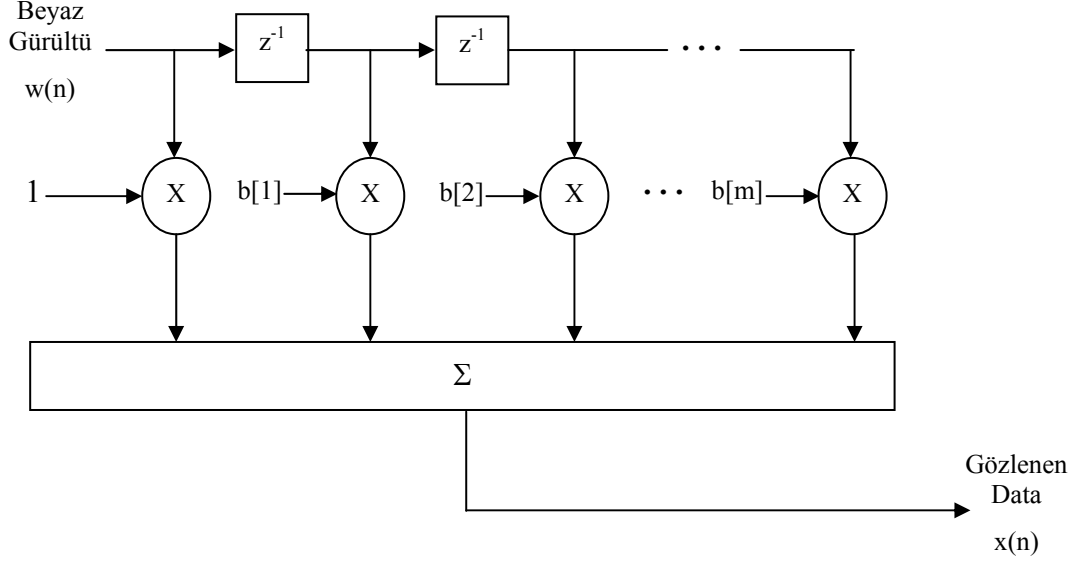 Beyaz
Gürültü
w(n)
z⁻¹
z⁻¹
• • •
1
X
b[1]
X
b[2]
X
• • •
b[m]
X
Σ
Gözlenen
Data
x(n)